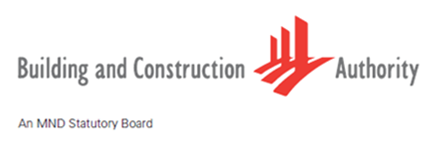 Building and Construction Authority
An MND Statutory Board